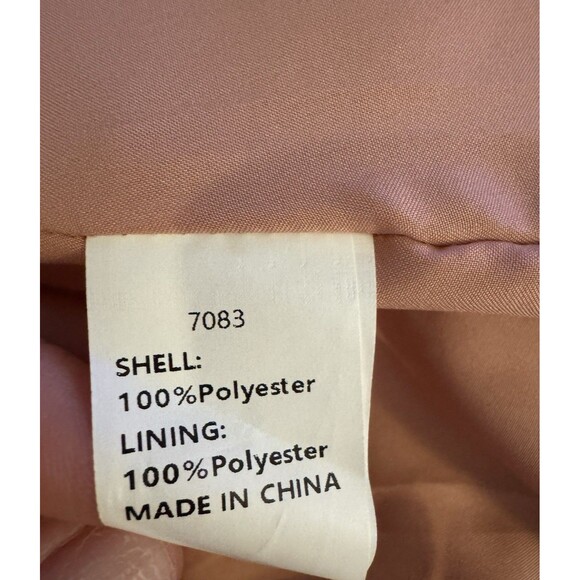 7083
SHELL:
100%Polyester
LINING:
100%Polyester
MADE IN CHINA